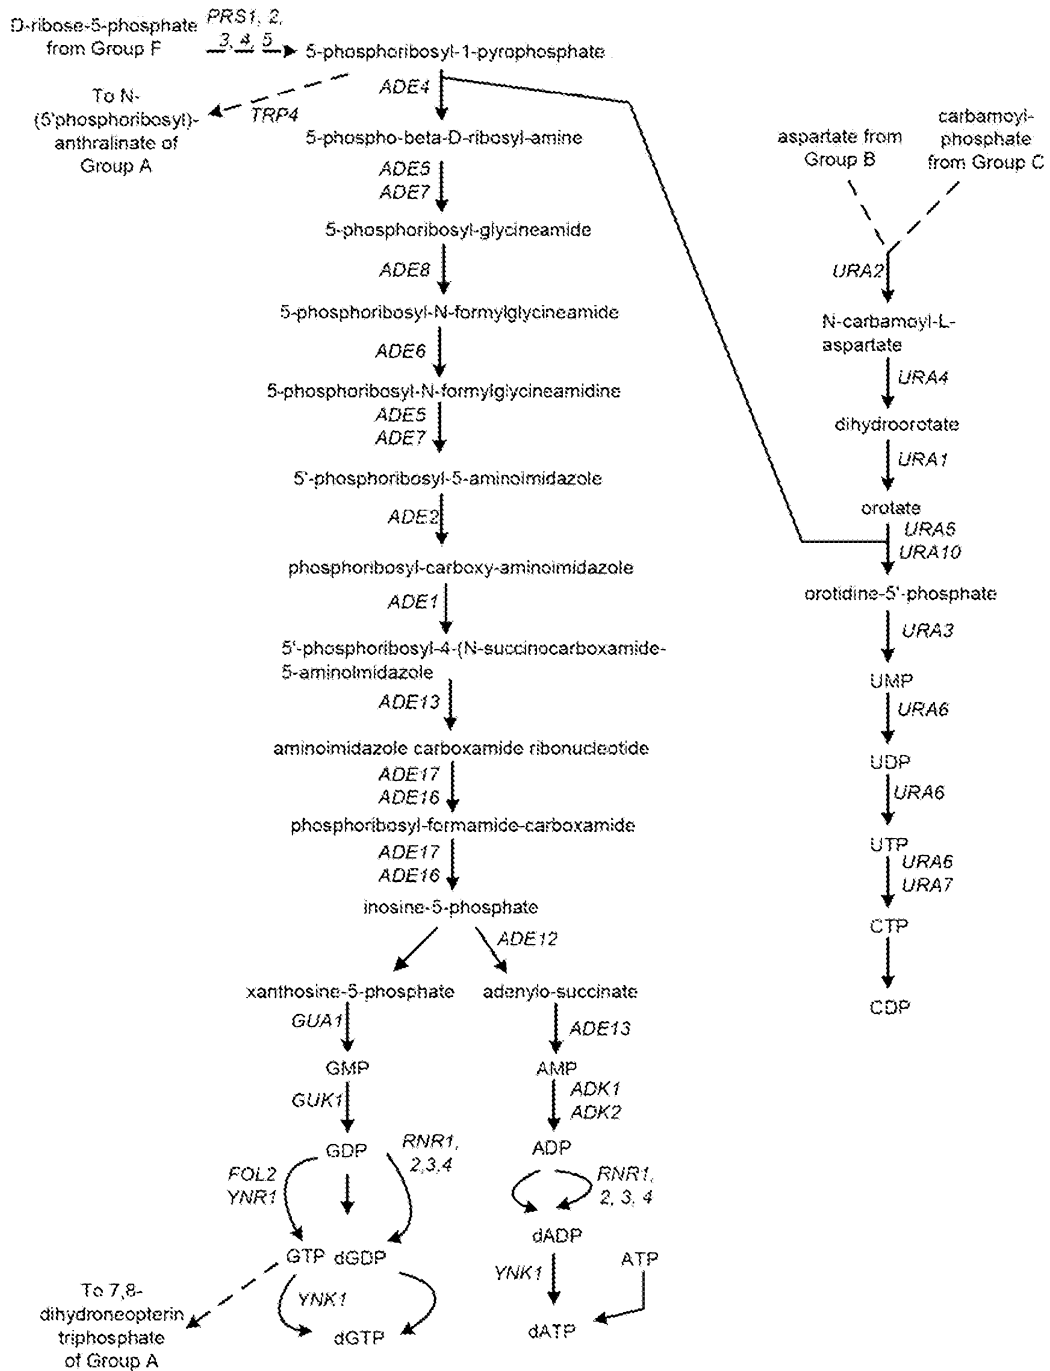 D-ribose-5-phosphate
from Group F
PRS1, 2,
3, 4, 5
5-phosphoribosyl-1-pyrophosphate
To N-
(5'phosphoribosyl)-
anthralinate of
Group A
TRP4
ADE4
5-phospho-beta-D-ribosyl-amine
ADE5
ADE7
5-phosphoribosyl-glycineamide
ADE8
5-phosphoribosyl-N-formylglycineamide
ADE6
5-phosphoribosyl-N-formylglycineamidine
ADE5
ADE7
5'-phosphoribosyl-5-aminoimidazole
ADE2
phosphoribosyl-carboxy-aminoimidazole
ADE1
5'-phosphoribosyl-4-(N-succinocarboxamide-
5-aminoimidazole
ADE13
aminoimidazole carboxamide ribonucleotide
ADE17
ADE16
phosphoribosyl-formamide-carboxamide
ADE17
ADE16
inosine-5-phosphate
ADE12
xanthosine-5-phosphate
GUA1
GMP
GUK1
GDP
FOL2
YNR1
RNR1,
2,3,4
GTP dGDP
YNK1
dGTP
To 7,8-
dihydroneopterin
triphosphate
of Group A
adenylo-succinate
ADE13
AMP
ADK1
ADK2
ADP
RNR1,
2, 3, 4
dADP
YNK1
ATP
dATP
aspartate from
Group B
carbamoyl-
phosphate
from Group C
URA2
N-carbamoyl-L-
aspartate
URA4
dihydroorotate
URA1
orotate
URA5
URA10
orotidine-5'-phosphate
URA3
UMP
URA6
UDP
URA6
UTP
URA6
URA7
CTP
CDP